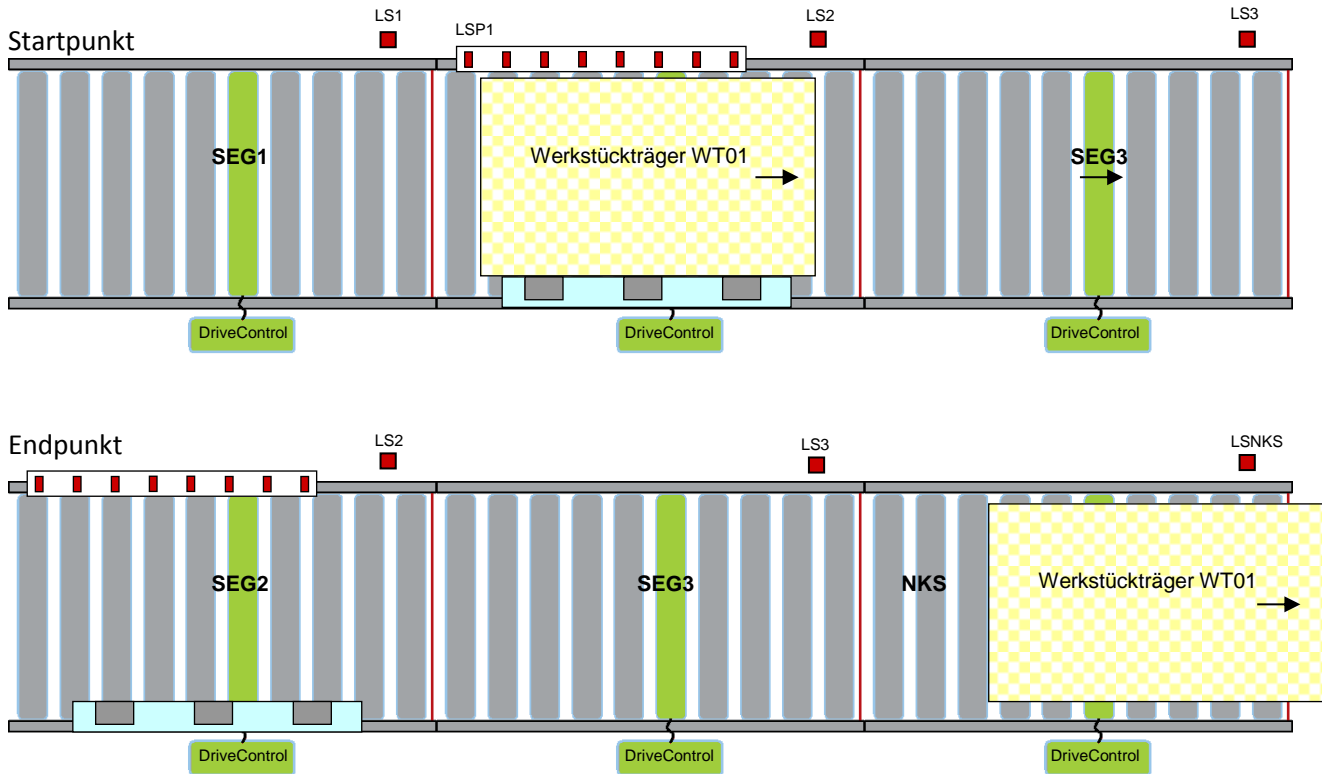 LS1
LSP1
LS2
LS3
Startpunkt
SEG1
Werkstückträger WT01
SEG3
DriveControl
DriveControl
DriveControl
Endpunkt
LS2
LS3
LSNKS
SEG2
SEG3
NKS
Werkstückträger WT01
DriveControl
DriveControl
DriveControl